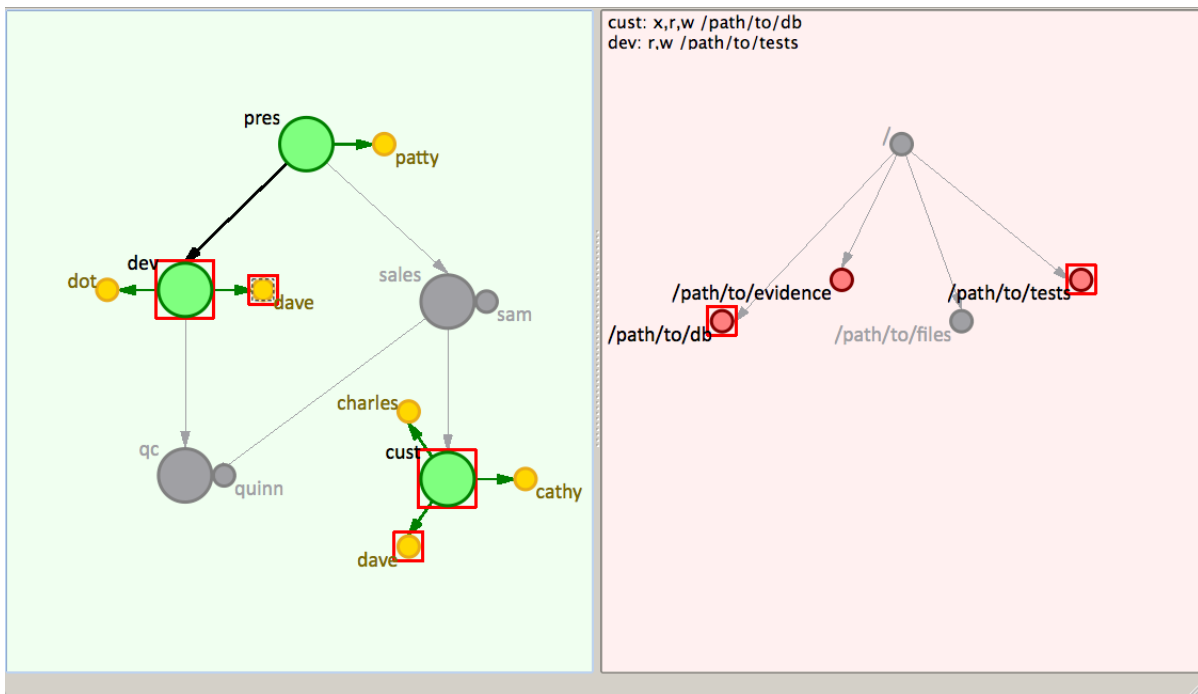 pres
patty
dev
dot
dave
sales
sam
charles
cust
qc
quinn
cathy
dave
cust: x,r,w /path/to/db
dev: r,w /path/to/tests
/
/path/to/evidence
/path/to/tests
/path/to/db
/path/to/files